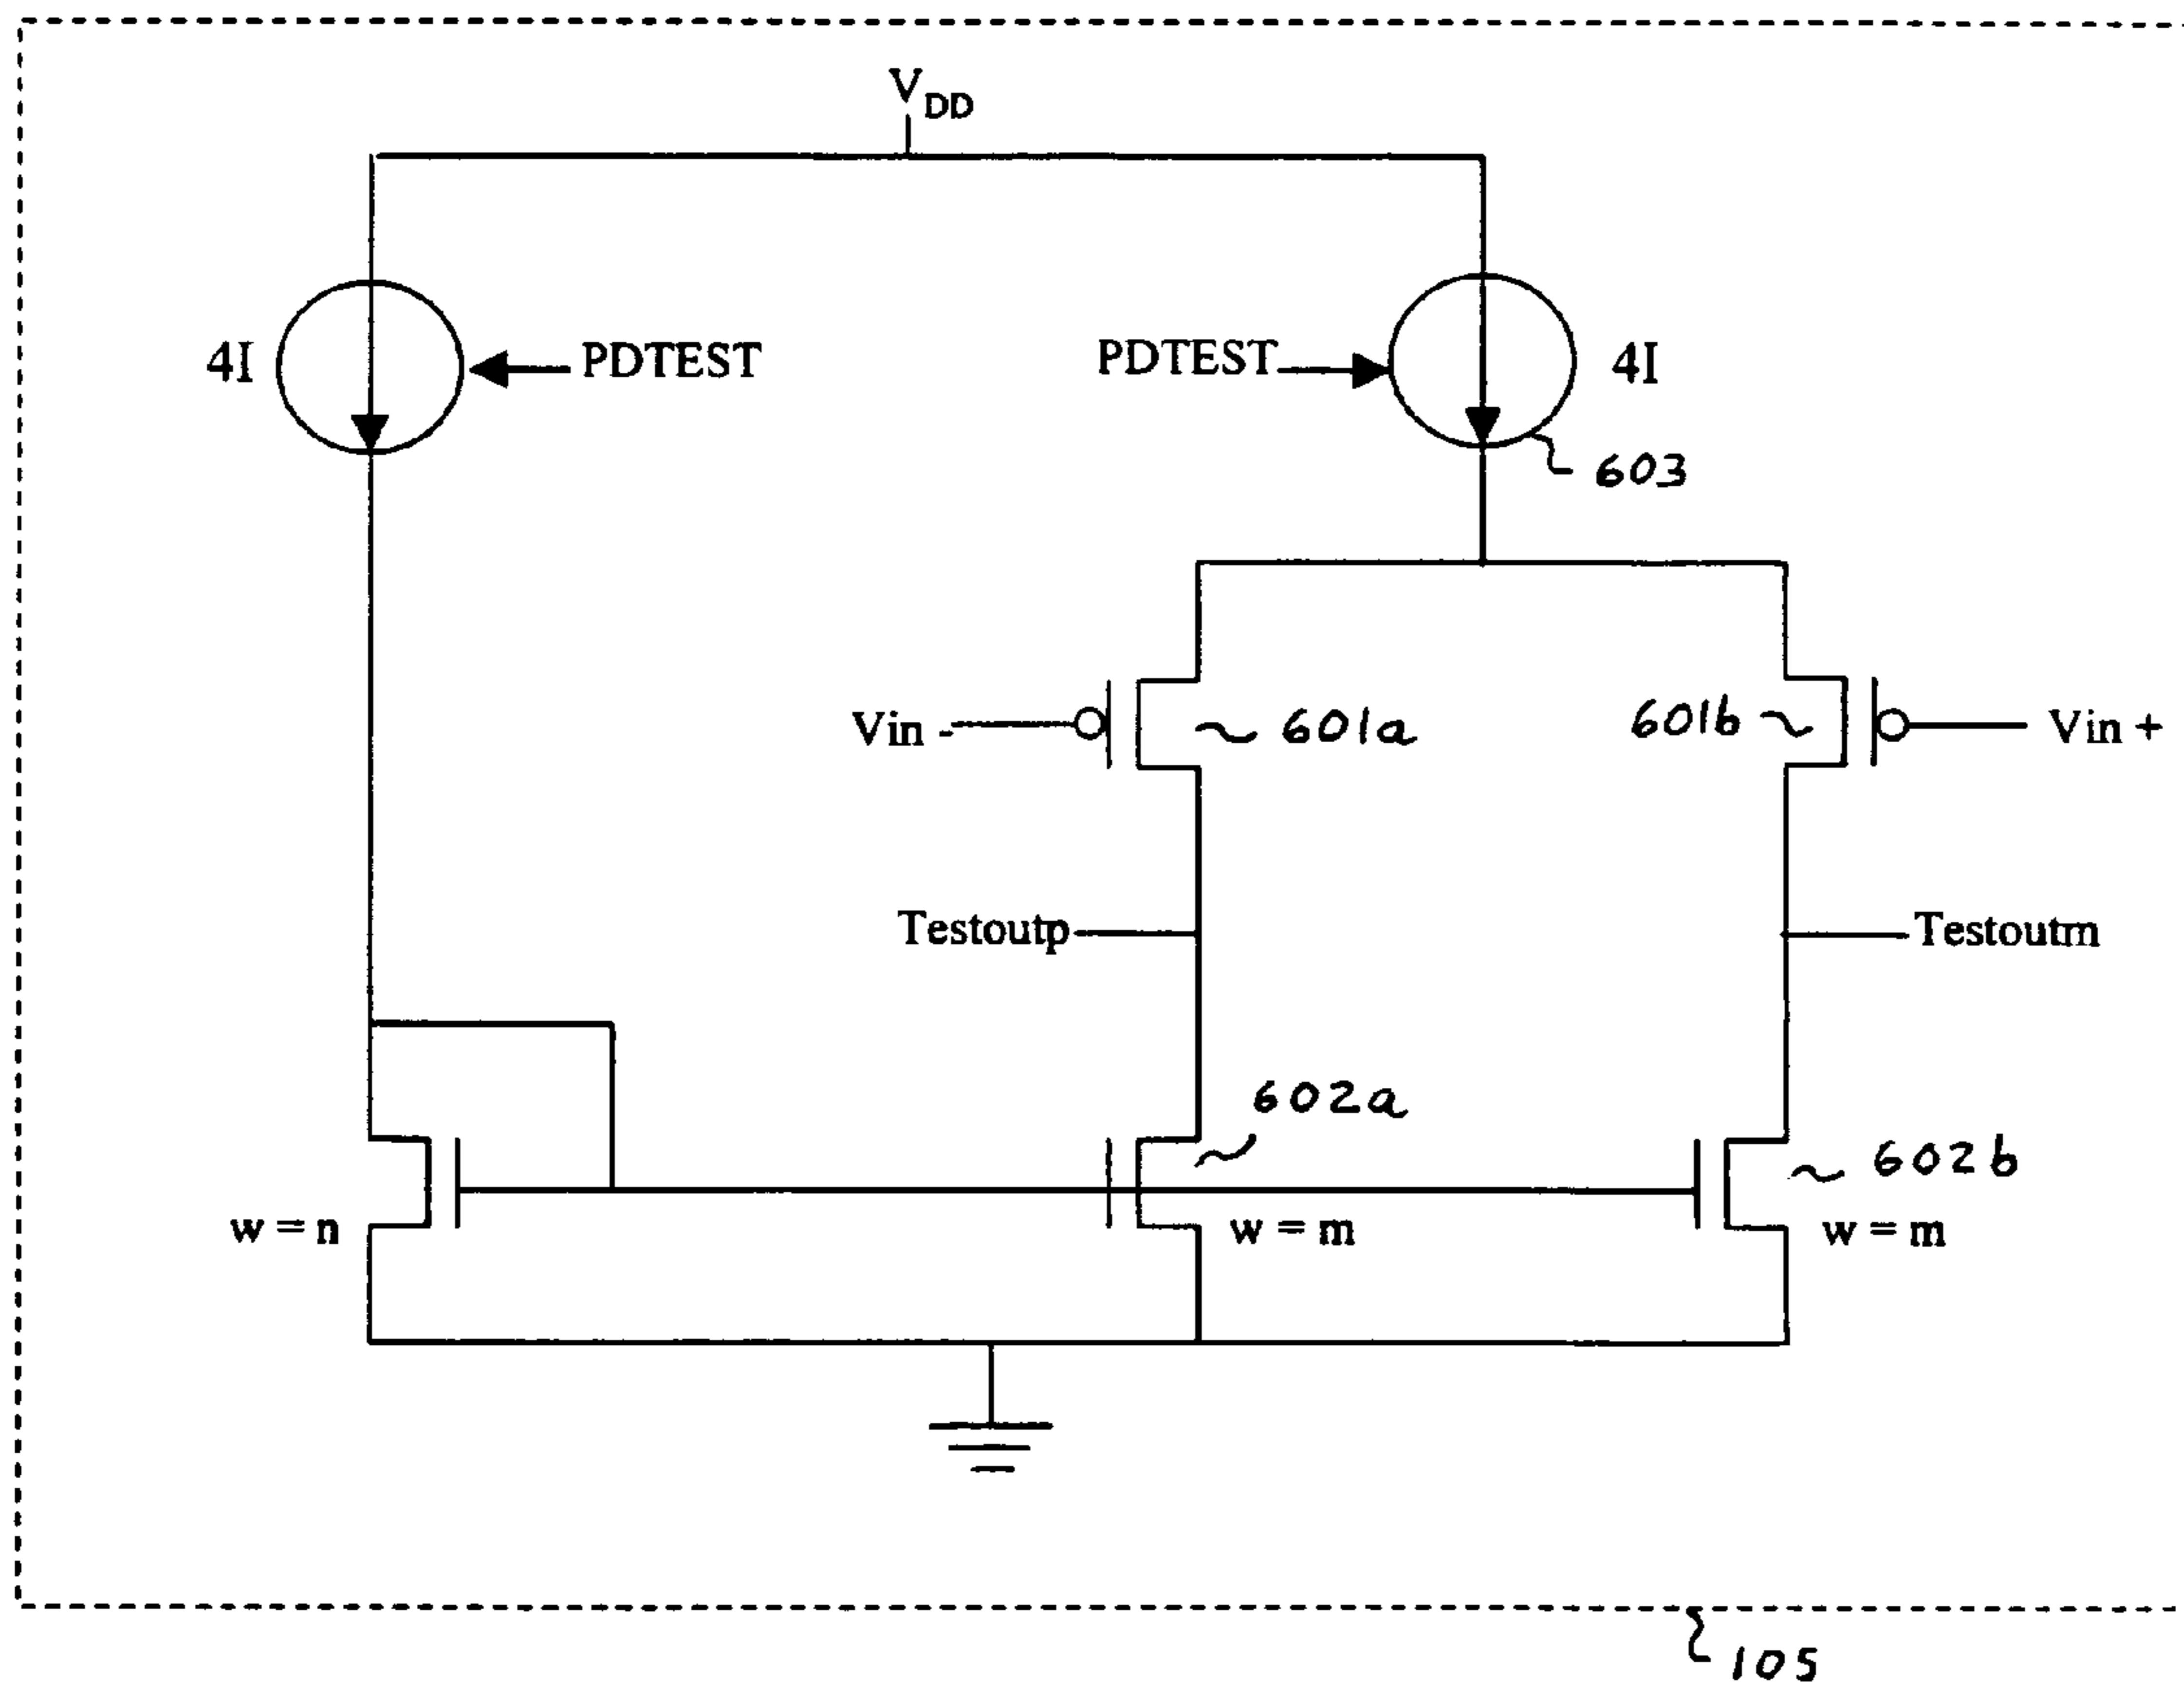 VDD
4I
PDTEST
PDTEST
4I
603
Vin -
601a
601b
Vin +
Testoutp
Testoutm
602a
602b
w = n
w = m
w = m
105